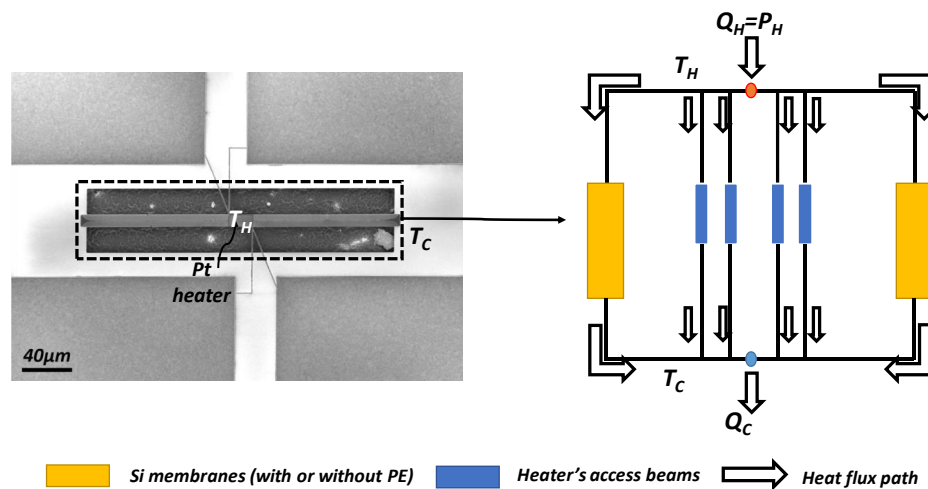 Q_H=P_H
T_H
T_H
T_C
Pt
heater
40µm
T_C
Q_C
Si membranes (with or without PE)
Heater's access beams
Heat flux path